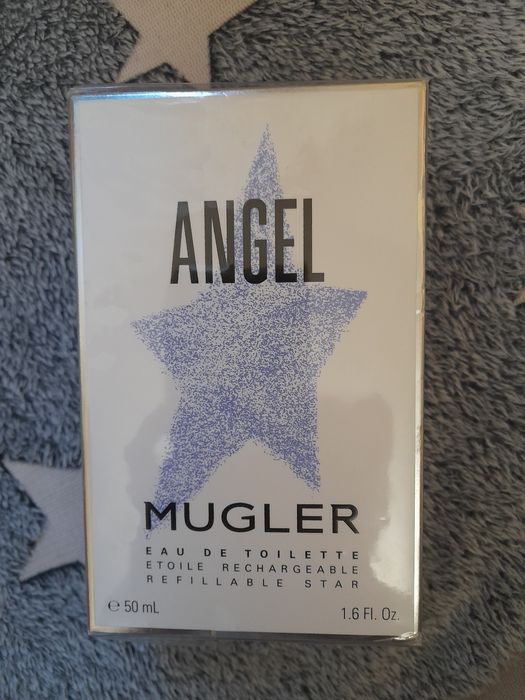 ANGEL
MUGLER
EAU DE TOILETTE
ETOILE RECHARGEABLE
REFILLABLE STAR
℮ 50 mL 1.6 Fl. Oz.